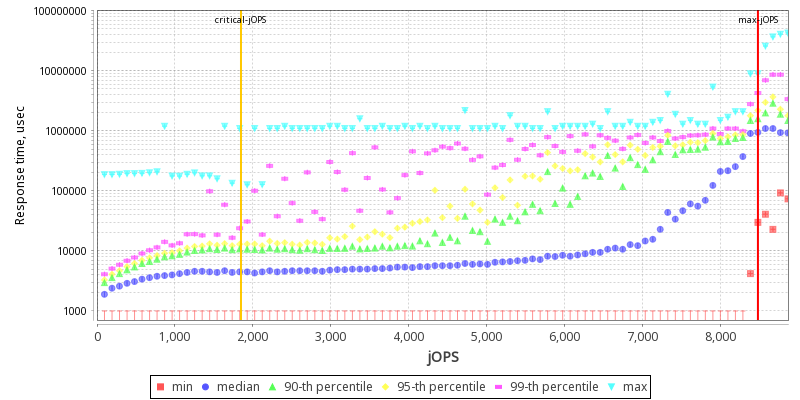 critical-jOPS
max-jOPS
Response time, usec
100000000
10000000
1000000
100000
10000
1000
0
1,000
2,000
3,000
4,000
5,000
6,000
7,000
8,000
jOPS
min
median
90-th percentile
95-th percentile
99-th percentile
max